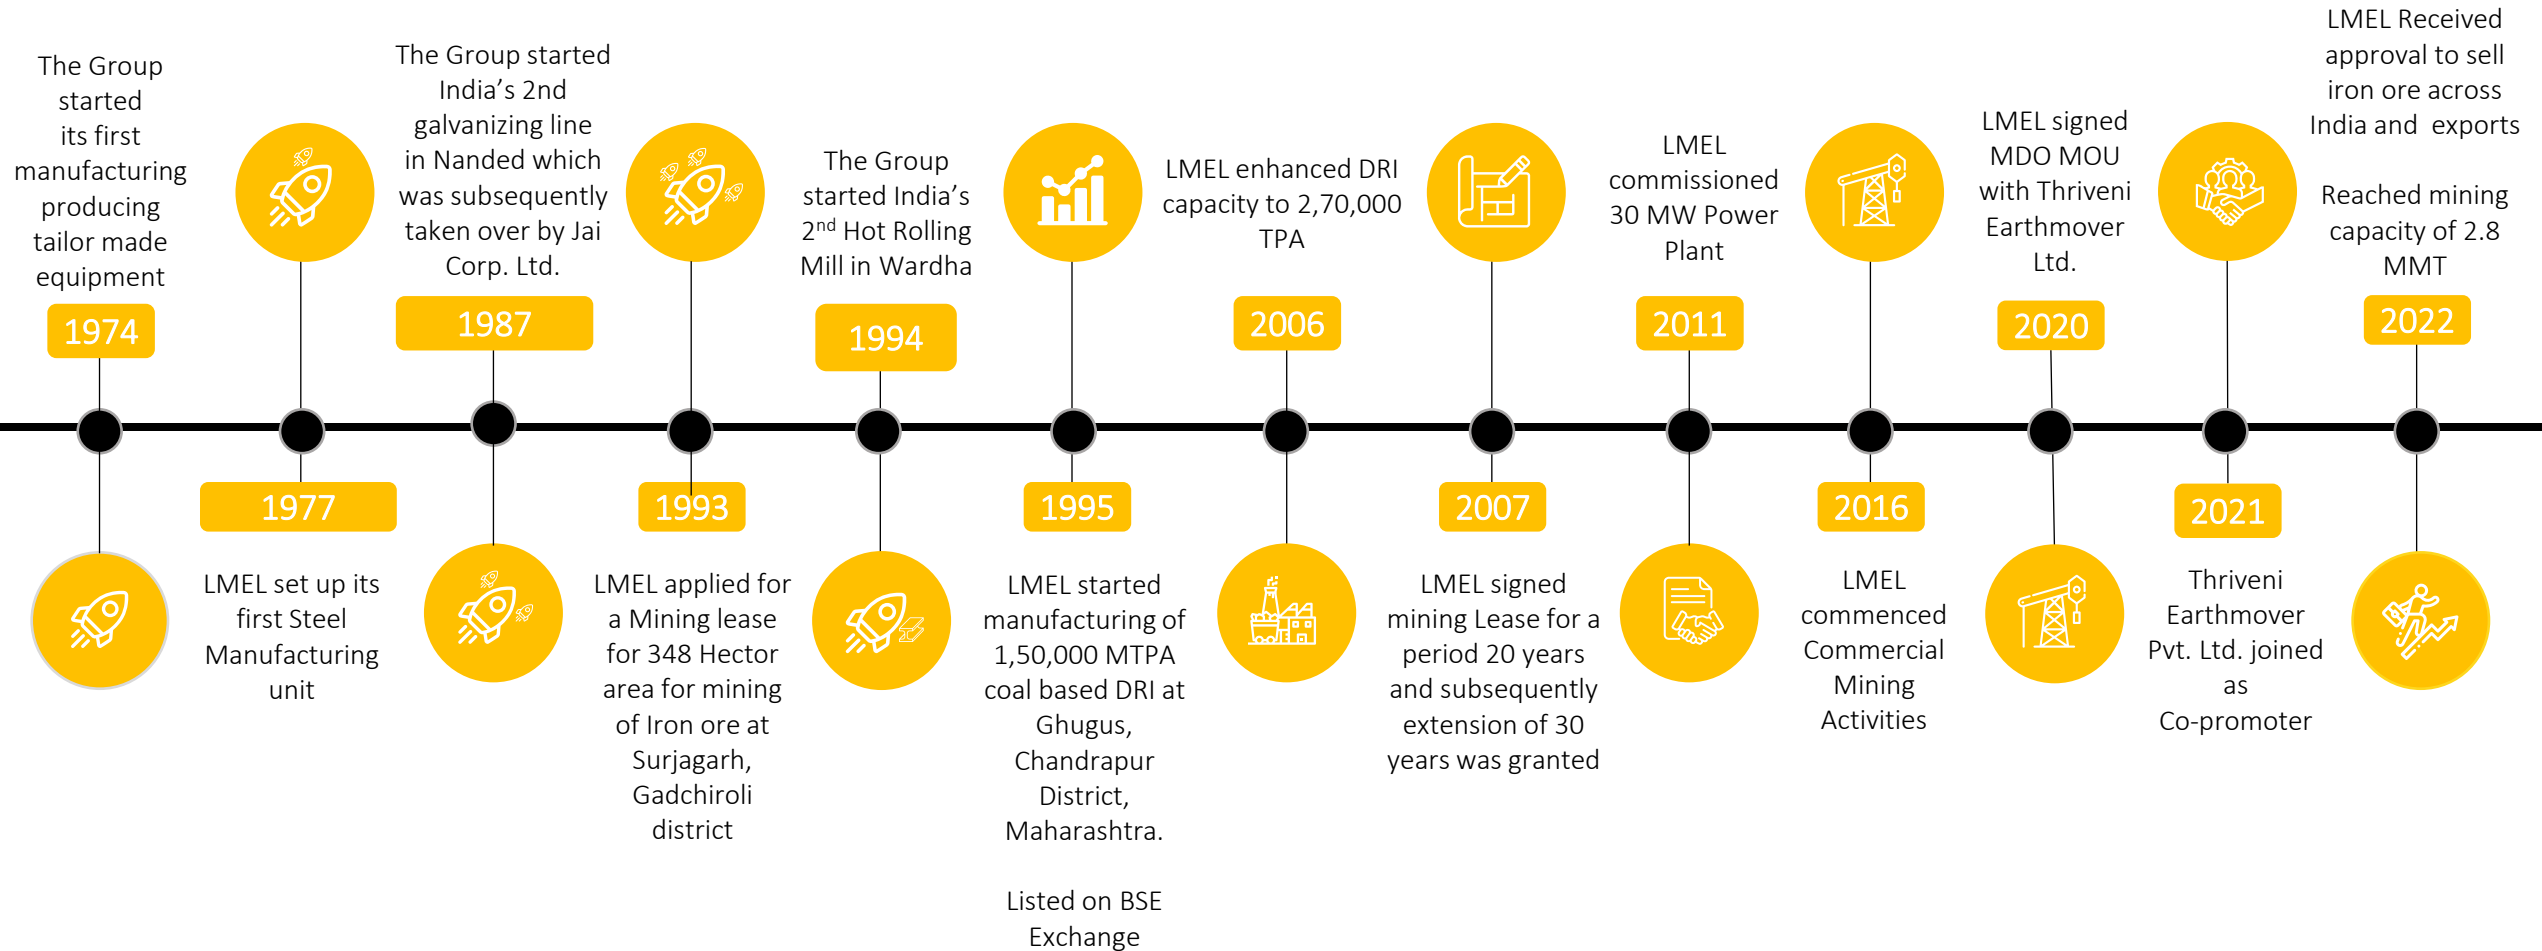 The Group
started
its first
manufacturing
producing
tailor made
equipment
1974
1977
LMEL set up its
first Steel
Manufacturing
unit
The Group started
India’s 2nd
galvanizing line
in Nanded which
was subsequently
taken over by Jai
Corp. Ltd.
1987
1993
LMEL applied for
a Mining lease
for 348 Hector
area for mining
of Iron ore at
Surjagarh,
Gadchiroli
district
The Group
started India’s
2nd Hot Rolling
Mill in Wardha
1994
1995
LMEL started
manufacturing of
1,50,000 MTPA
coal based DRI at
Ghugus,
Chandrapur
District,
Maharashtra.
Listed on BSE
Exchange
LMEL enhanced DRI
capacity to 2,70,000
TPA
2006
2007
LMEL signed
mining Lease for a
period 20 years
and subsequently
extension of 30
years was granted
LMEL
commissioned
30 MW Power
Plant
2011
2016
LMEL
commenced
Commercial
Mining
Activities
LMEL signed
MDO MOU
with Thriveni
Earthmover
Ltd.
2020
2021
Thriveni
Earthmover
Pvt. Ltd. joined
as
Co-promoter
LMEL Received
approval to sell
iron ore across
India and  exports
Reached mining
capacity of 2.8
MMT
2022